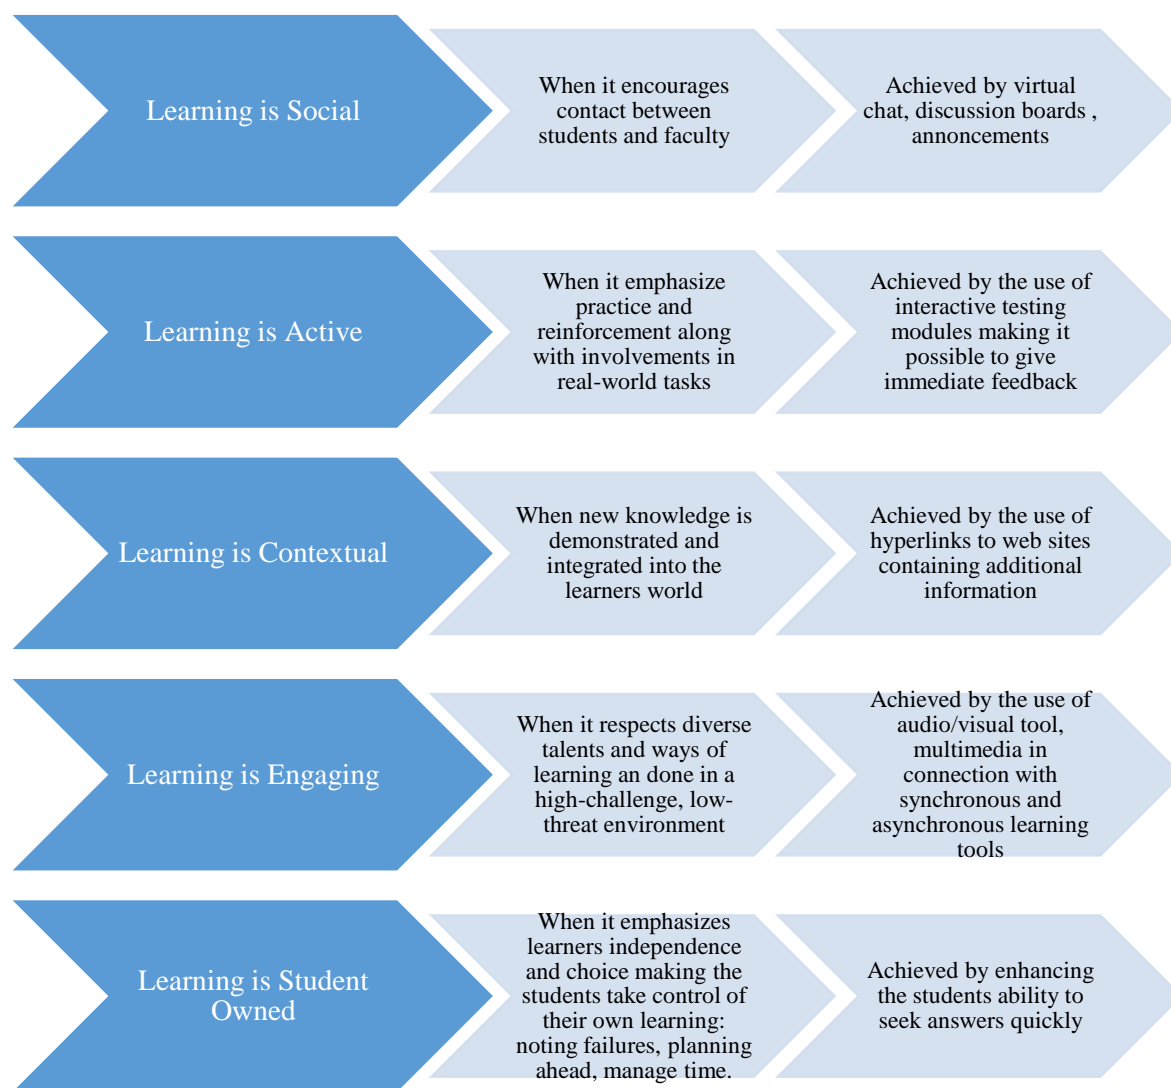 Learning is Social
When it encourages
contact between
students and faculty
Achieved by virtual
chat, discussion boards ,
annoncements
Learning is Active
When it emphasize
practice and
reinforcement along
with involvements in
real-world tasks
Achieved by the use of
interactive testing
modules making it
possible to give
immediate feedback
Learning is Contextual
When new knowledge is
demonstrated and
integrated into the
learners world
Achieved by the use of
hyperlinks to web sites
containing additional
information
Learning is Engaging
When it respects diverse
talents and ways of
learning an done in a
high-challenge, low-
threat environment
Achieved by the use of
audio/visual tool,
multimedia in
connection with
synchronous and
asynchronous learning
tools
Learning is Student
Owned
When it emphasizes
learners independence
and choice making the
students take control of
their own learning:
noting failures, planning
ahead, manage time.
Achieved by enhancing
the students ability to
seek answers quickly